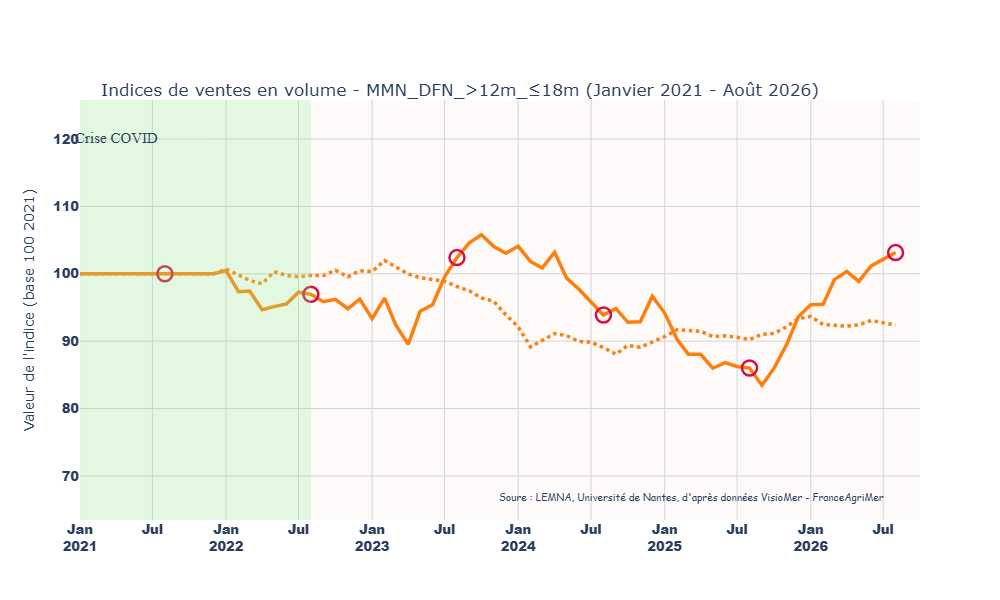 Indices de ventes en volume - MMN_DFN_>12m_≤18m (Janvier 2021 - Août 2026)
Valeur de l'indice (base 100 2021)
120
Crise COVID
110
100
90
80
70
Soure : LEMNA, Université de Nantes, d'après données VisioMer - FranceAgriMer
Jan Jul Jan Jul Jan Jul Jan Jul Jan Jul Jan Jul
2021 2022 2023 2024 2025 2026